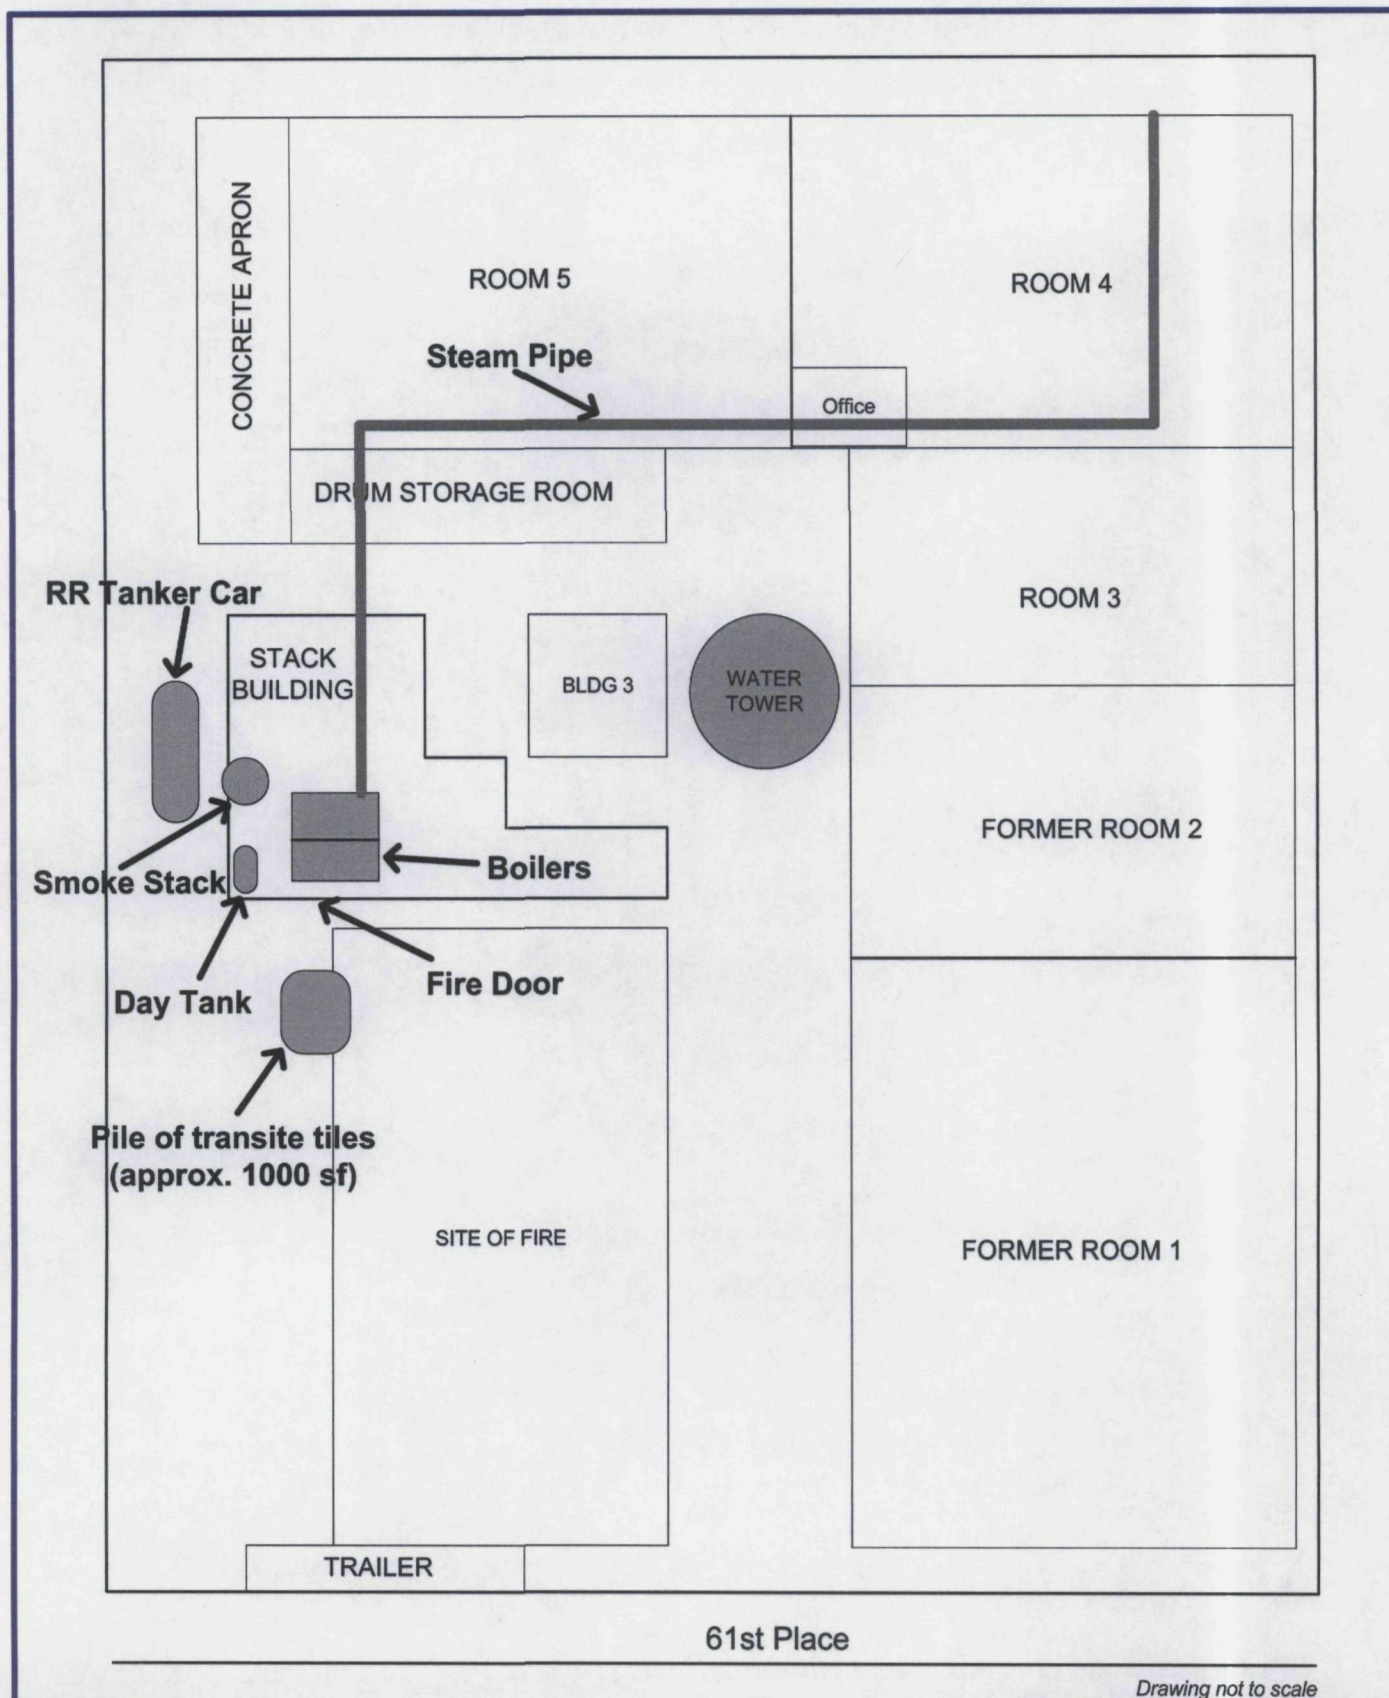 CONCRETE APRON
ROOM 5
ROOM 4
Steam Pipe
Office
DRUM STORAGE ROOM
RR Tanker Car
ROOM 3
STACK
BUILDING
BLDG 3
WATER
TOWER
FORMER ROOM 2
Boilers
Smoke Stack
Fire Door
Day Tank
Pile of transite tiles
(approx. 1000 sf)
SITE OF FIRE
FORMER ROOM 1
TRAILER
61st Place
Drawing not to scale